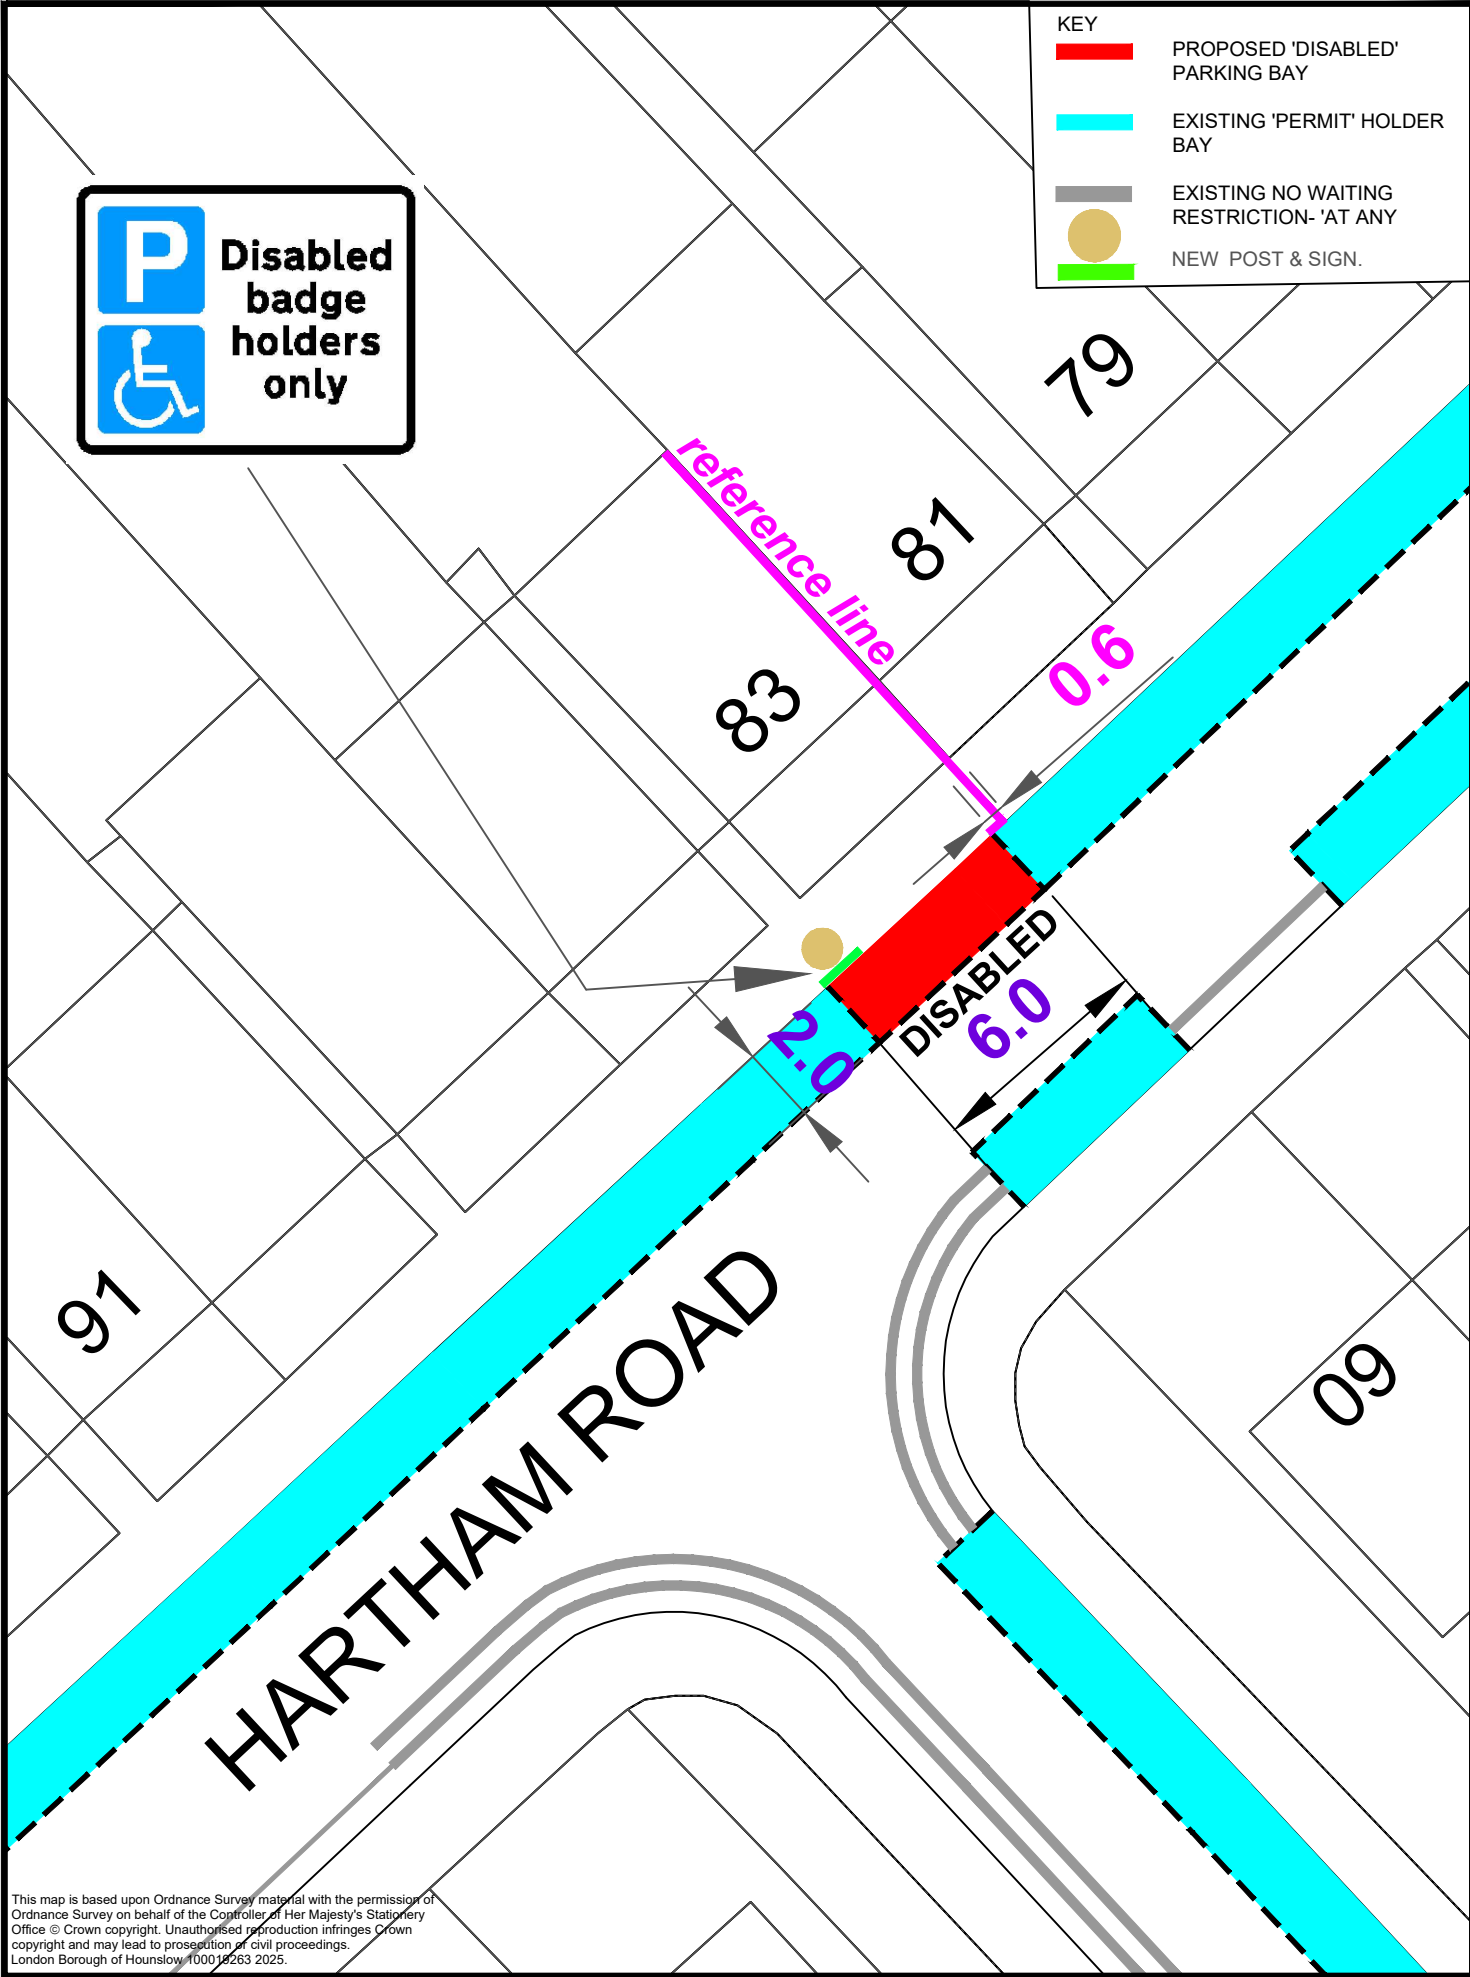 KEY
PROPOSED 'DISABLED'
PARKING BAY
EXISTING 'PERMIT' HOLDER
BAY
EXISTING NO WAITING
RESTRICTION- 'AT ANY
NEW POST & SIGN.
P
Disabled
badge
holders
only
79
81
reference line
0.6
83
DISABLED
6.0
2.0
91
60
HARTHAM ROAD
This map is based upon Ordnance Survey material with the permission of
Ordnance Survey on behalf of the Controller of Her Majesty's Stationery
Office © Crown copyright. Unauthorised reproduction infringes Crown
copyright and may lead to prosecution or civil proceedings.
London Borough of Hounslow 100019263 2025.